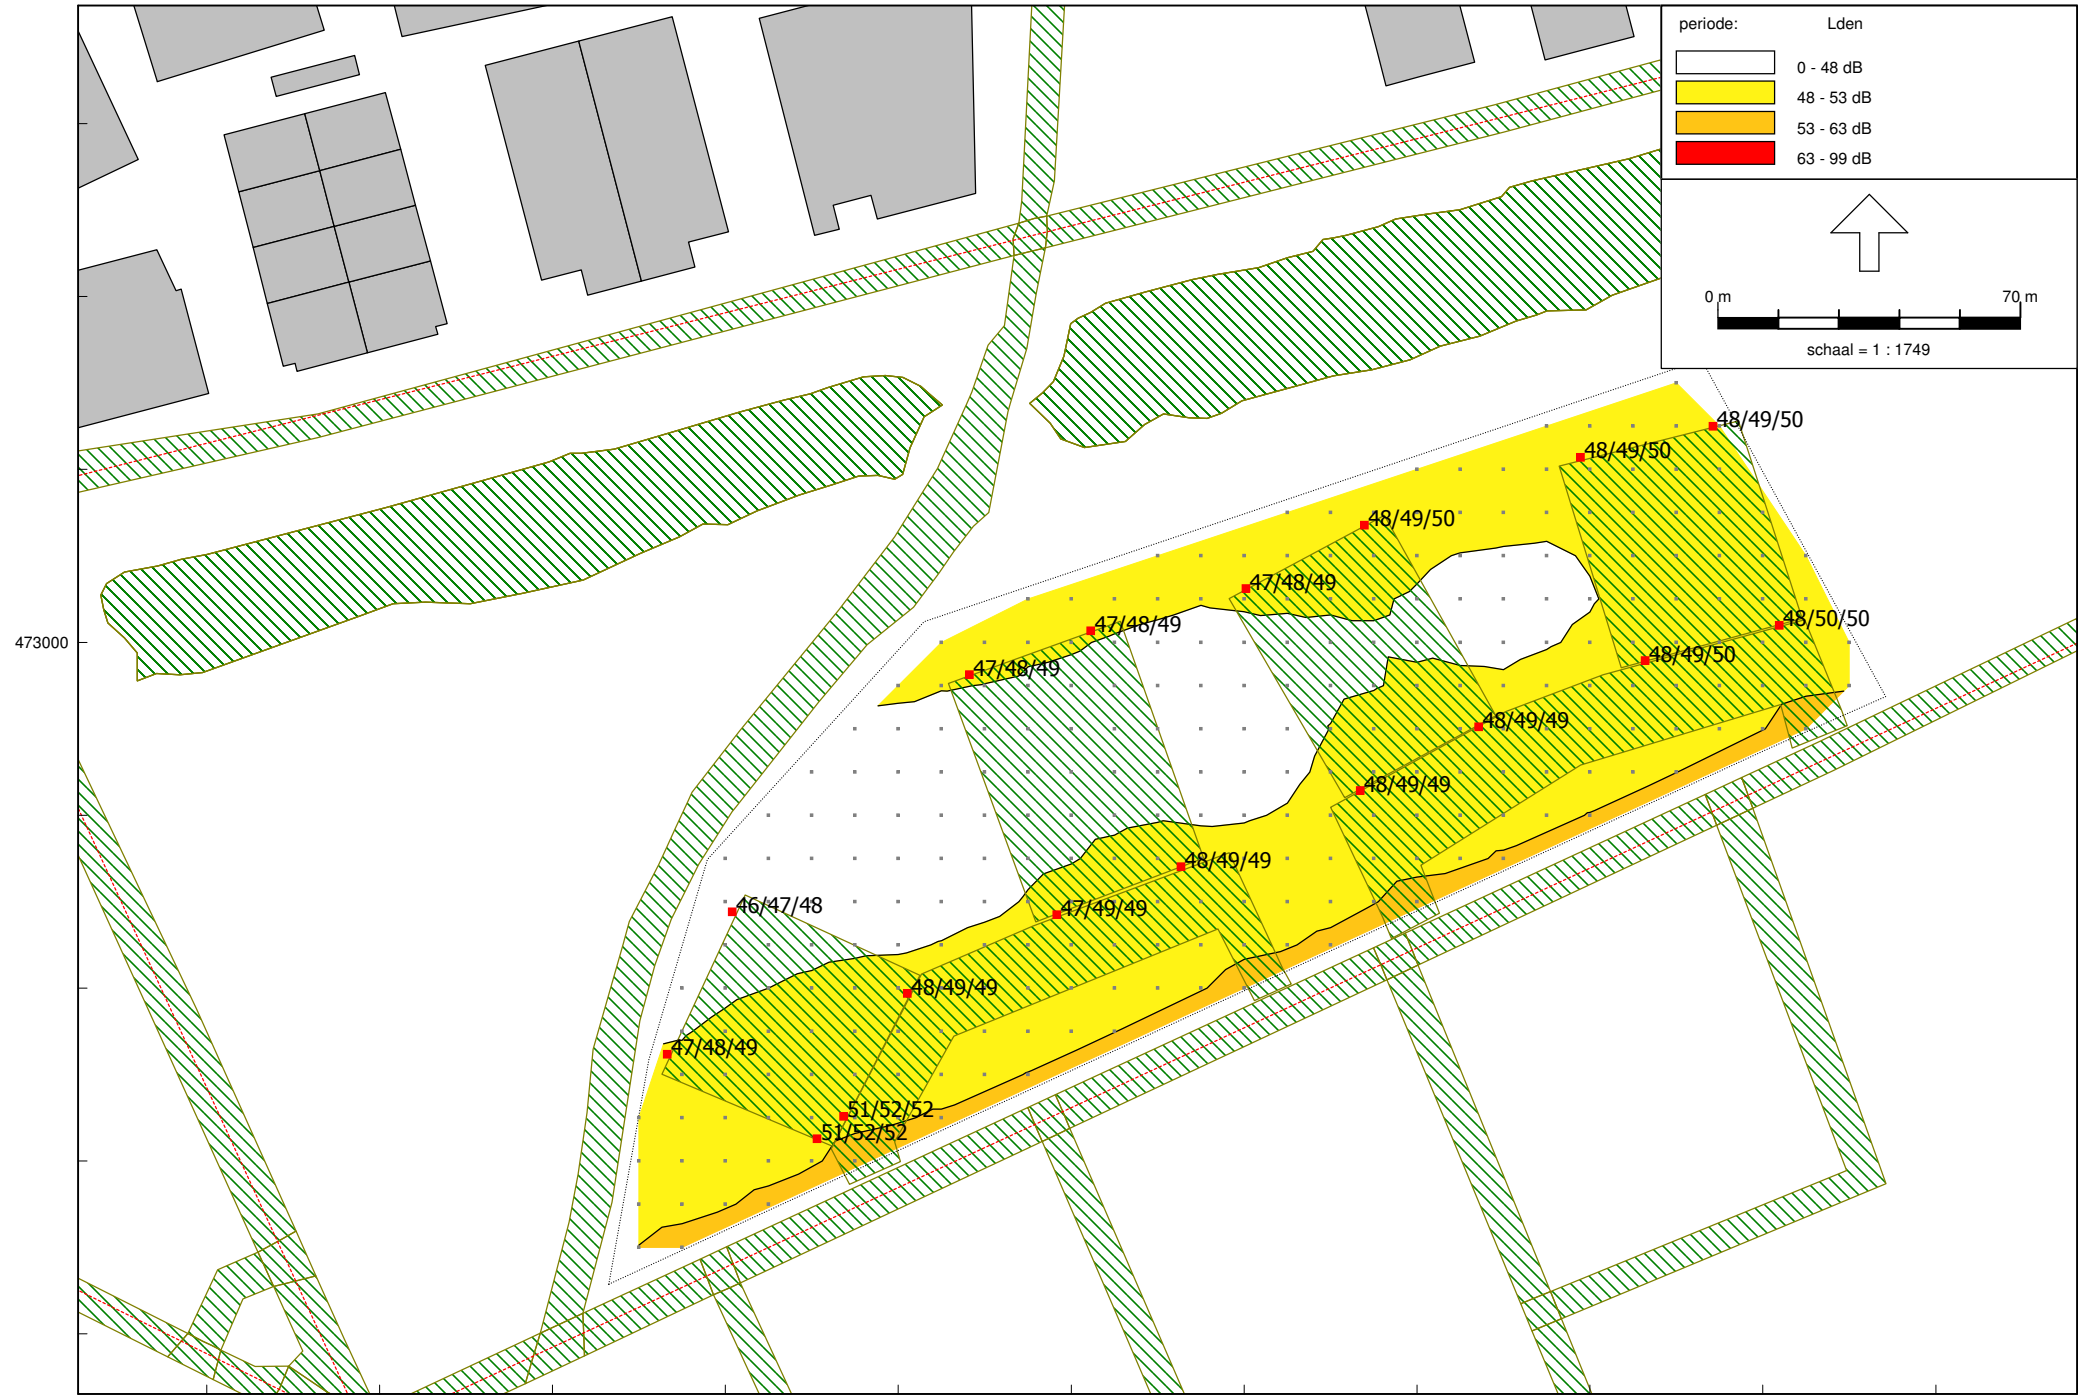 periode: Lden
0 - 48 dB
48 - 53 dB
53 - 63 dB
63 - 99 dB
0 m 70 m
schaal = 1 : 1749
48/49/50
48/49/50
48/49/50
47/48/49
48/50/50
47/48/49
473000
48/49/50
47/48/49
48/49/49
48/49/49
48/49/49
46/47/48
47/49/49
48/49/49
47/48/49
51/52/52
51/52/52